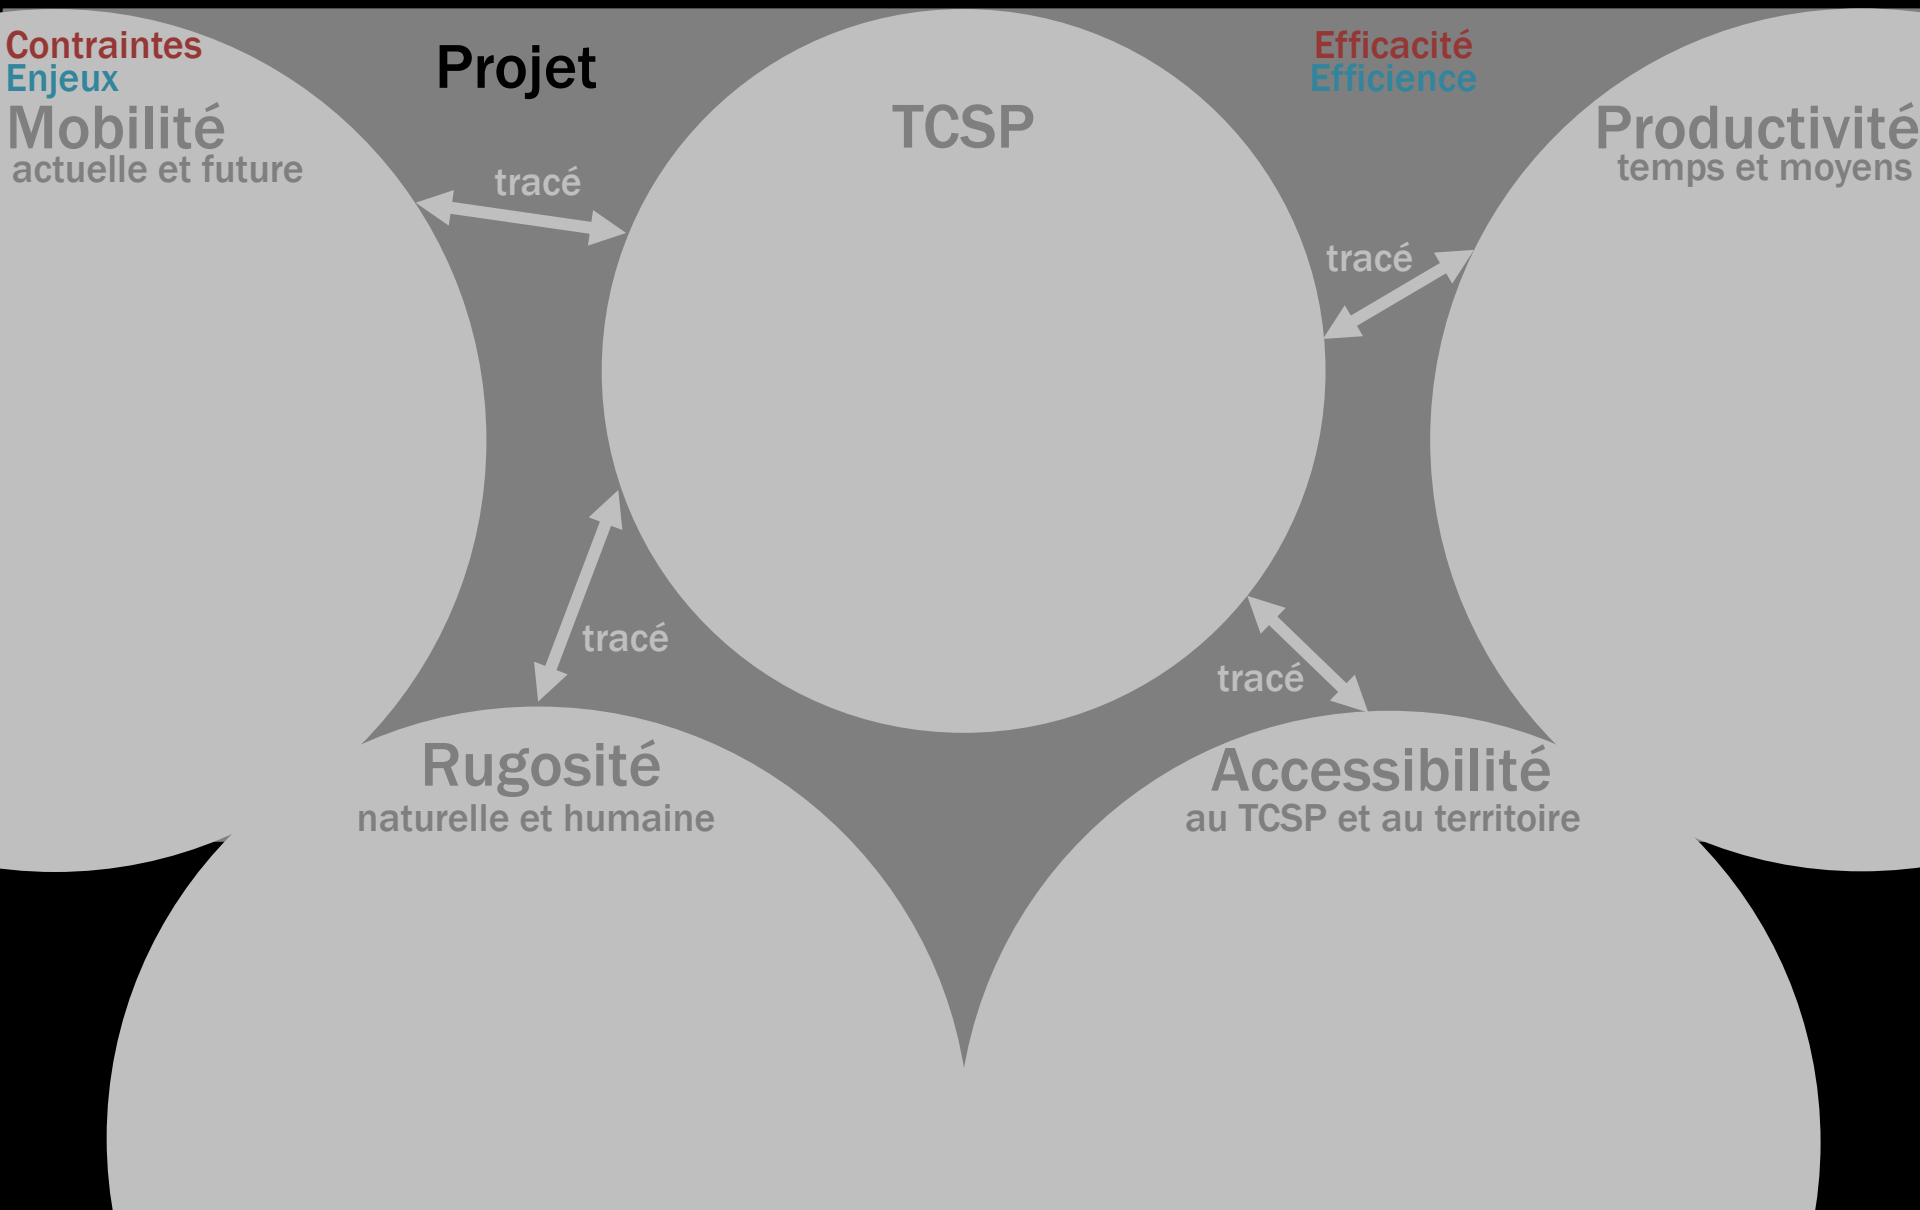 Contraintes
Enjeux
Mobilité
actuelle et future
Projet
tracé
TCSP
Efficacité
Efficience
tracé
Productivité
temps et moyens
tracé
tracé
Rugosité
naturelle et humaine
Accessibilité
au TCSP et au territoire